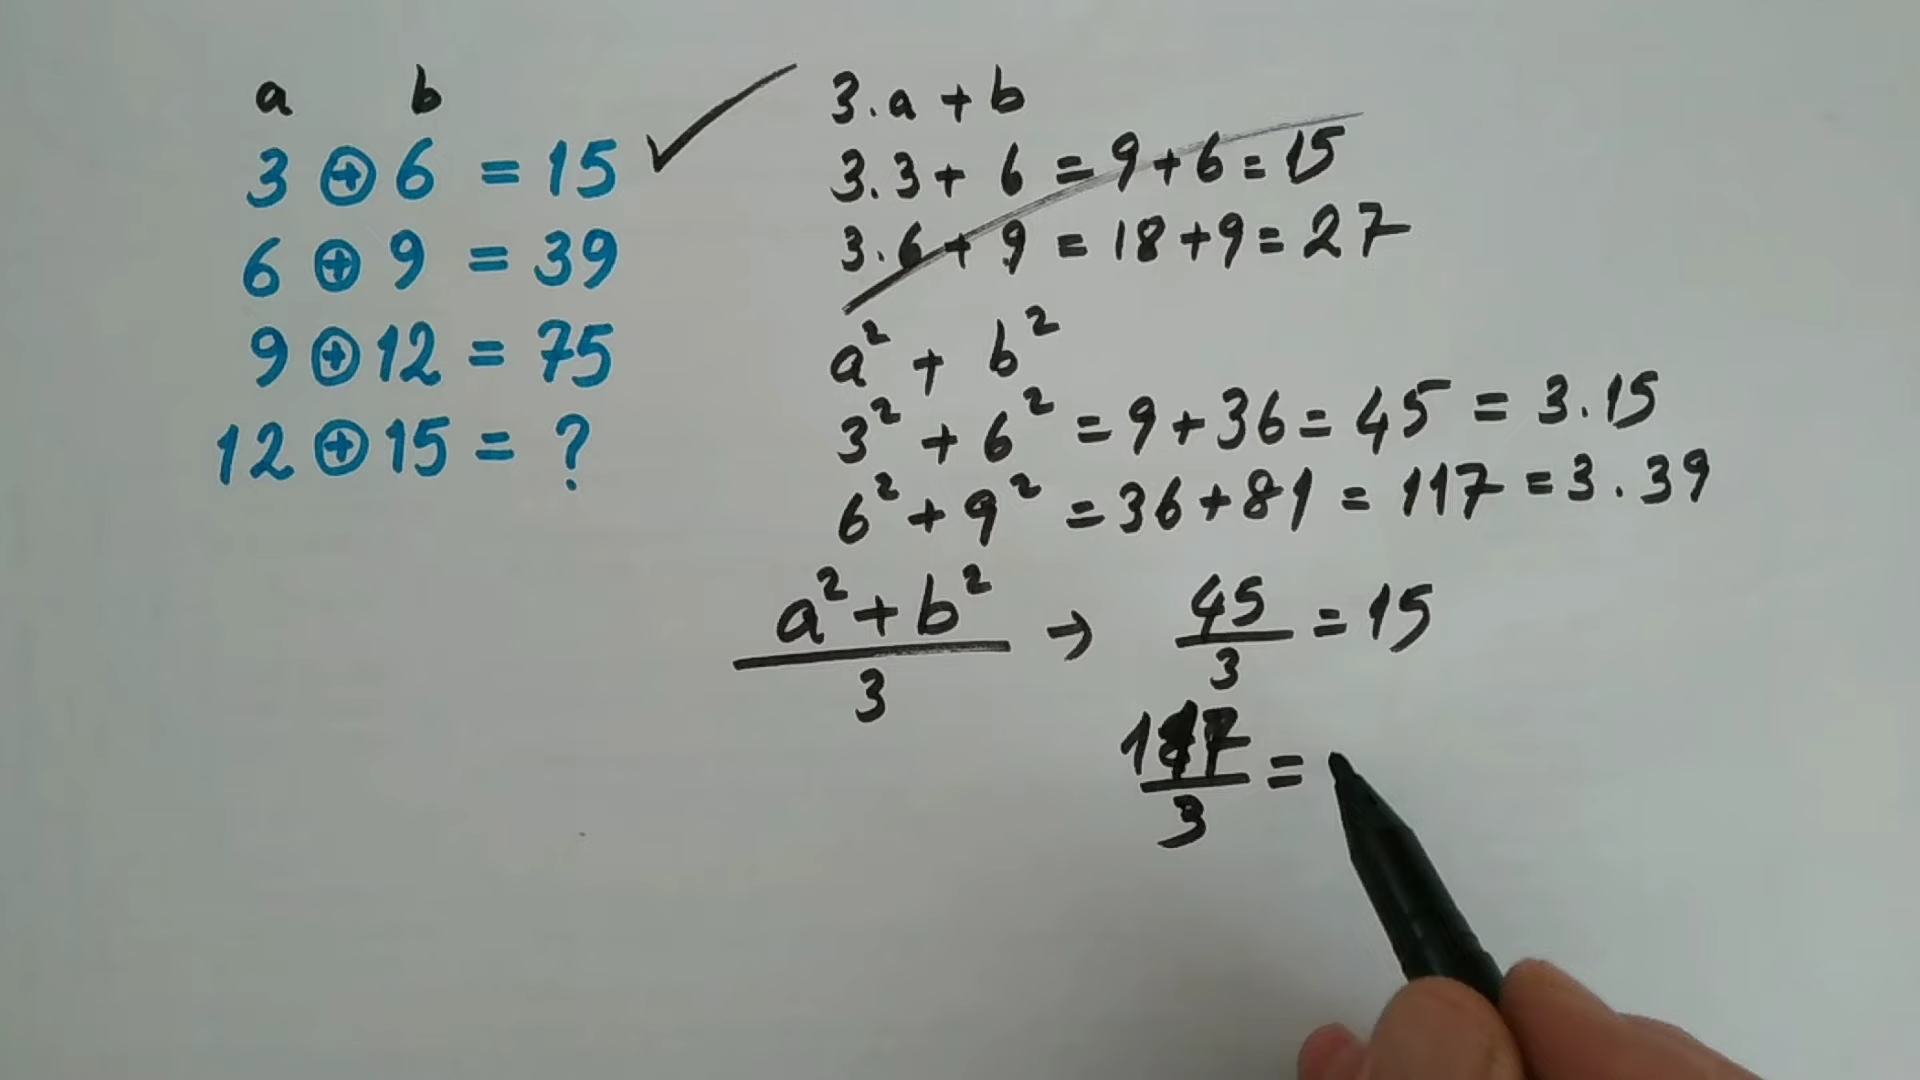 a b
3 ⊕ 6 = 15 ✓
6 ⊕ 9 = 39
9 ⊕ 12 = 75
12 ⊕ 15 = ?
3.a + b
3.3 + 6 = 9 + 6 = 15
3.6 + 9 = 18 + 9 = 27
a² + b²
3² + 6² = 9 + 36 = 45 = 3.15
6² + 9² = 36 + 81 = 117 = 3.39
a² + b² / 3 → 45 / 3 = 15
117 / 3 =